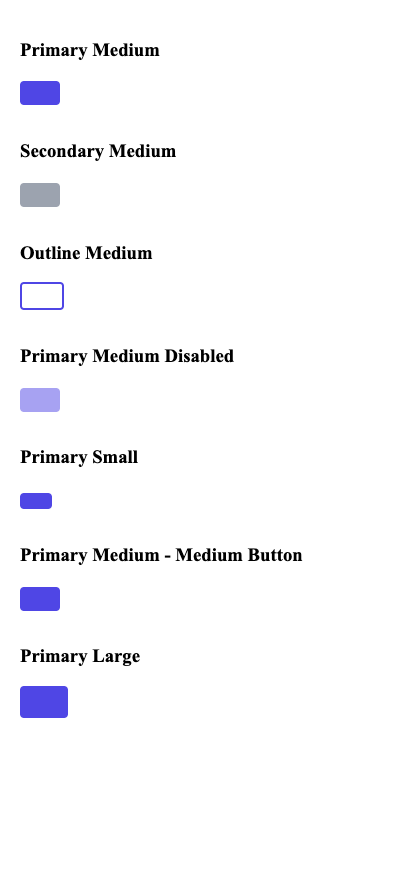 Primary Medium
Secondary Medium
Outline Medium
Primary Medium Disabled
Primary Small
Primary Medium - Medium Button
Primary Large